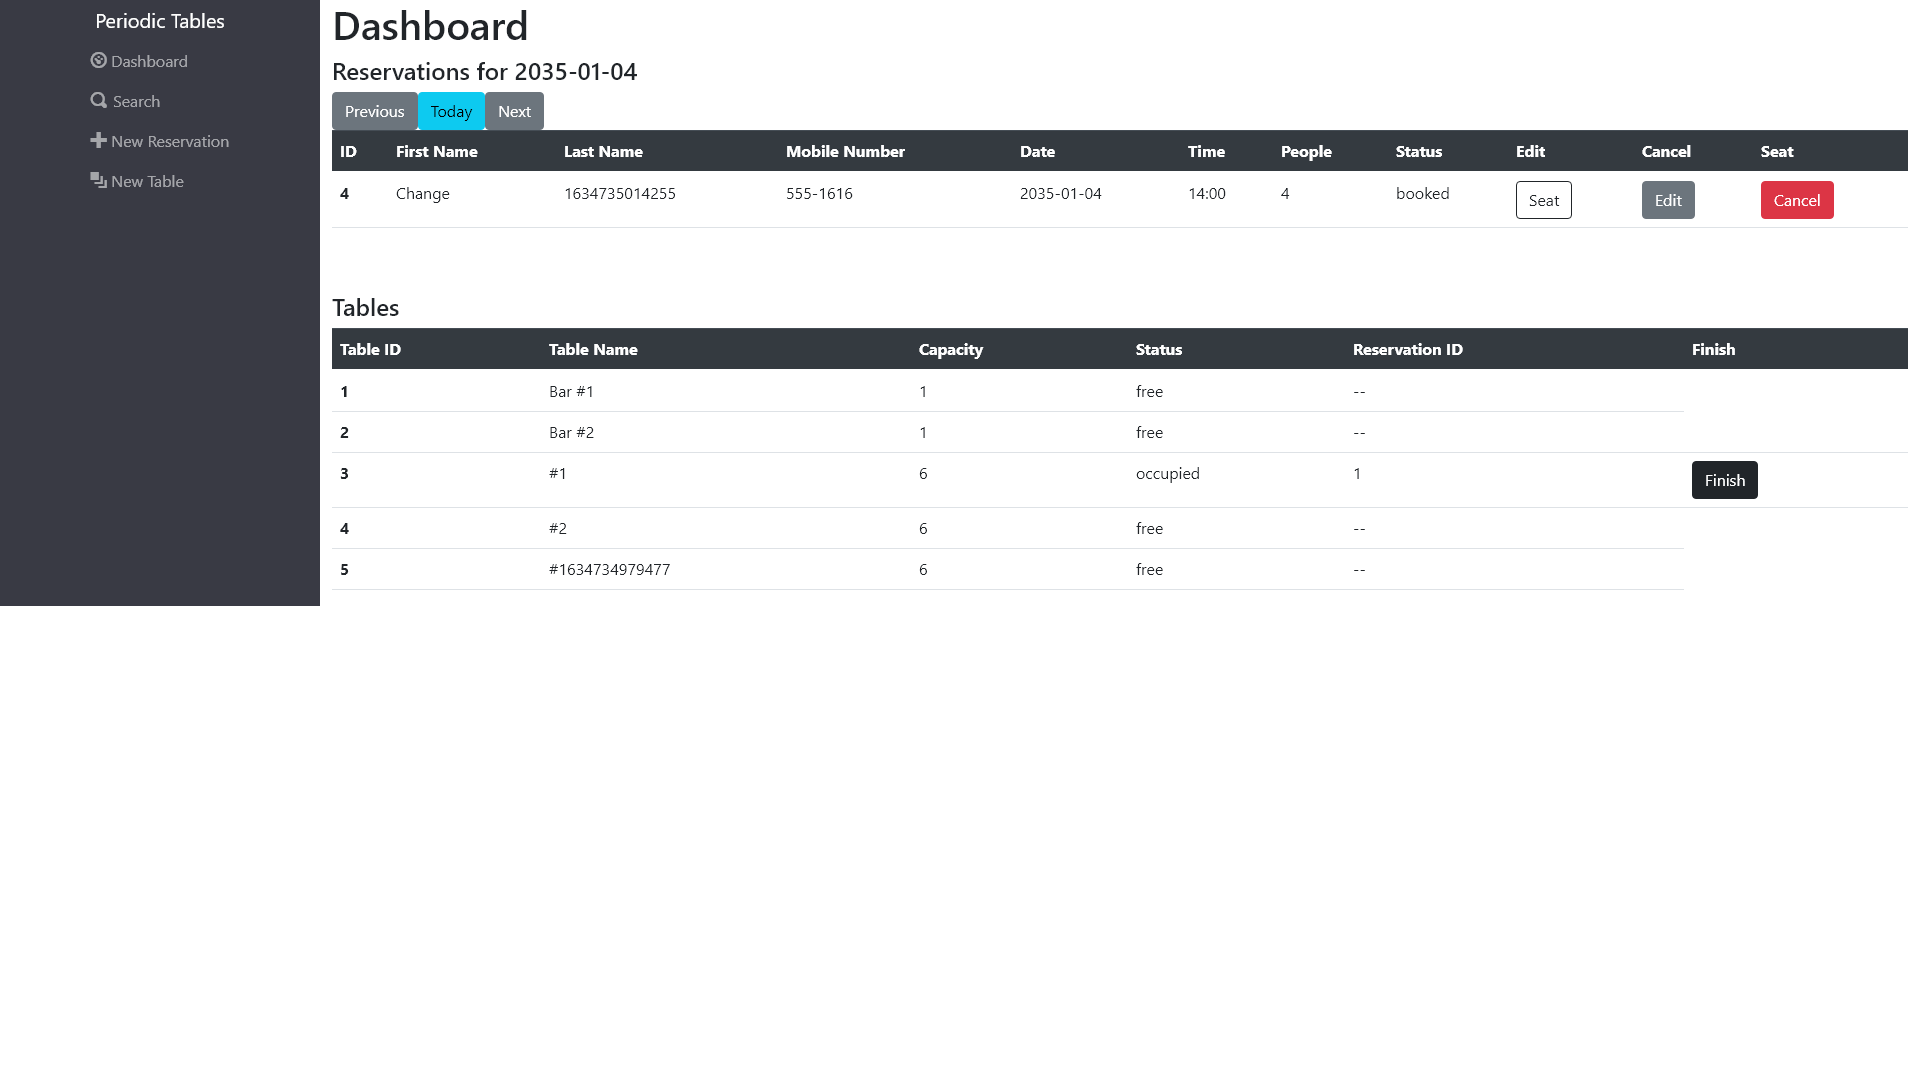 Periodic Tables
Dashboard
Search
New Reservation
New Table
Dashboard
Reservations for 2035-01-04
Previous Today Next
ID First Name Last Name Mobile Number Date Time People Status Edit Cancel Seat
4 Change 1634735014255 555-1616 2035-01-04 14:00 4 booked Seat Edit Cancel
Tables
Table ID Table Name Capacity Status Reservation ID Finish
1 Bar #1 1 free --
2 Bar #2 1 free --
3 #1 6 occupied 1 Finish
4 #2 6 free --
5 #1634734979477 6 free --